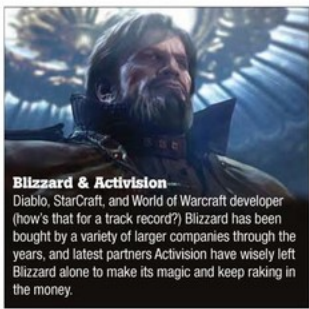 Blizzard & Activision
Diablo, StarCraft, and World of Warcraft developer
(how's that for a track record?) Blizzard has been
bought by a variety of larger companies through the
years, and latest partners Activision have wisely left
Blizzard alone to make its magic and keep raking in
the money.